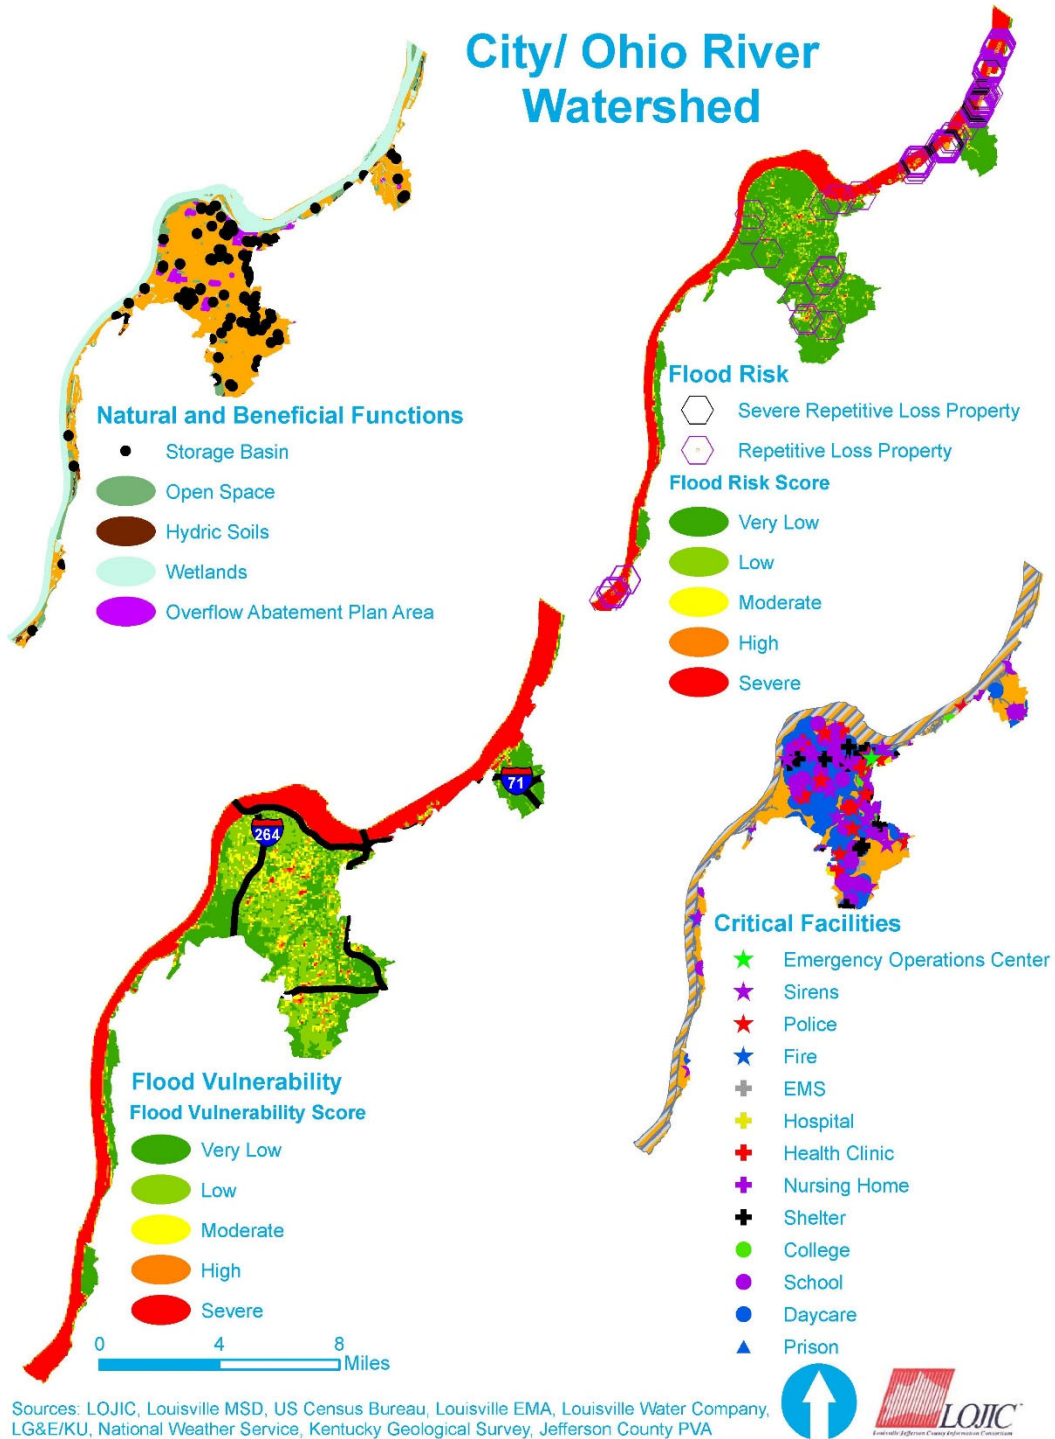 City/ Ohio River
Watershed
Natural and Beneficial Functions
Storage Basin
Open Space
Hydric Soils
Wetlands
Overflow Abatement Plan Area
Flood Risk
Severe Repetitive Loss Property
Repetitive Loss Property
Flood Risk Score
Very Low
Low
Moderate
High
Severe
71
264
Flood Vulnerability
Flood Vulnerability Score
Very Low
Low
Moderate
High
Severe
0 4 8
Miles
Critical Facilities
Emergency Operations Center
Sirens
Police
Fire
EMS
Hospital
Health Clinic
Nursing Home
Shelter
College
School
Daycare
Prison
Sources: LOJIC, Louisville MSD, US Census Bureau, Louisville EMA, Louisville Water Company,
LG&E/KU, National Weather Service, Kentucky Geological Survey, Jefferson County PVA
LOJIC
Louisville/Jefferson County Information Consortium